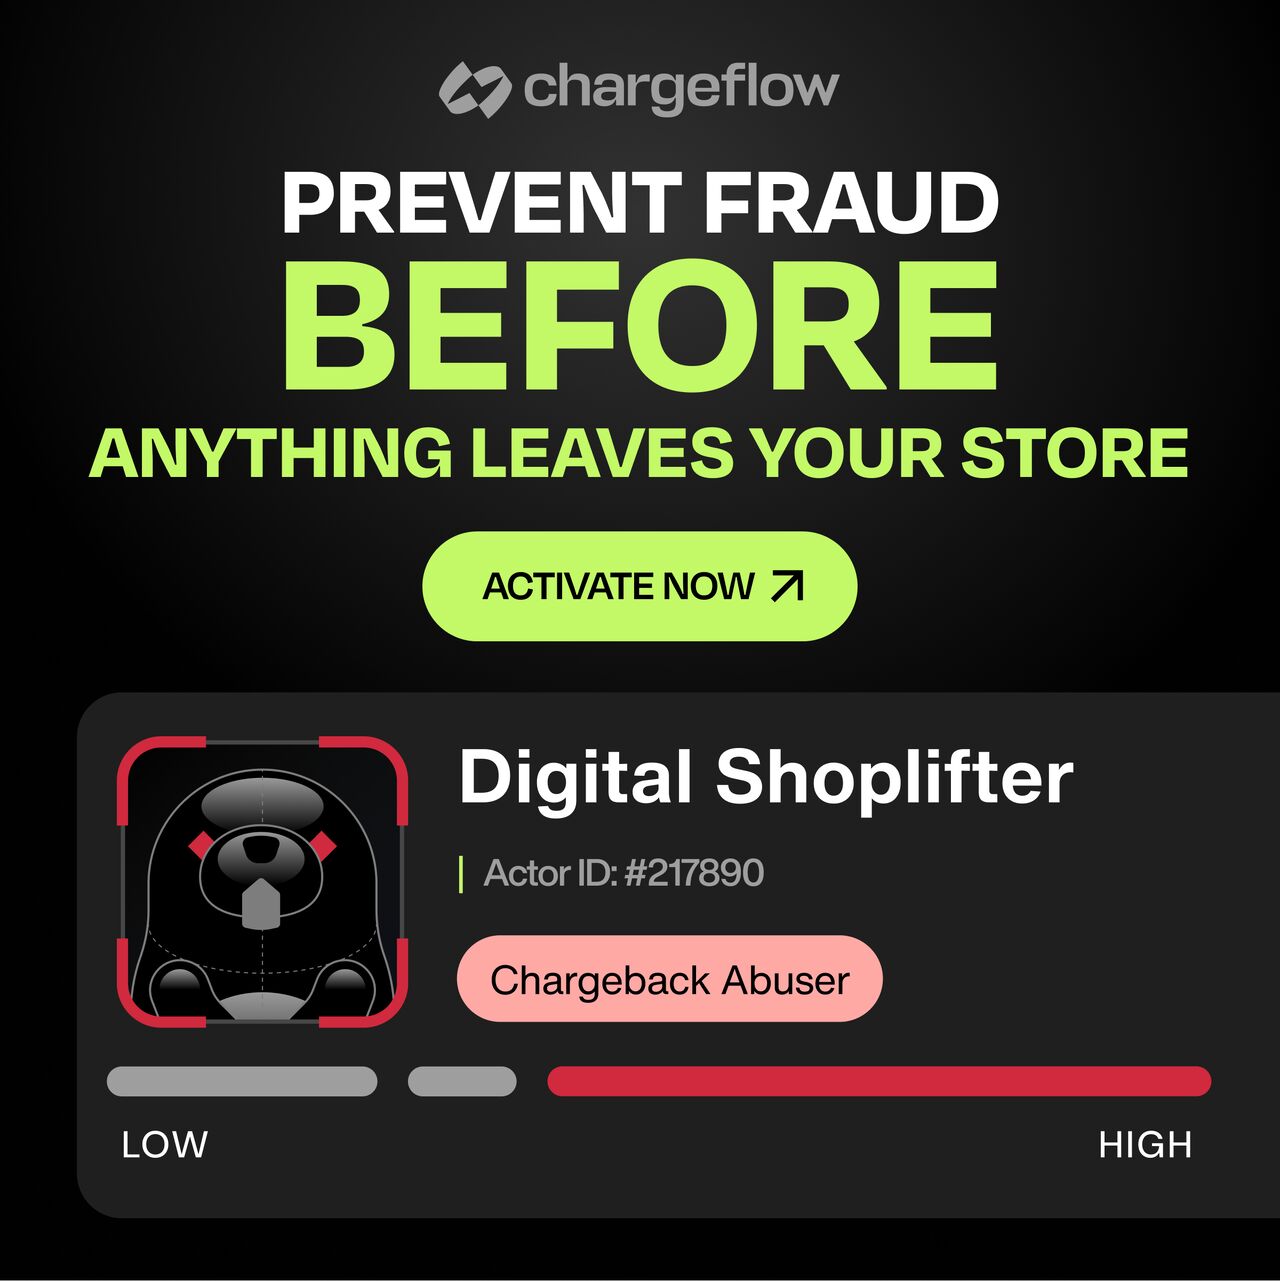 chargeflow
PREVENT FRAUD
BEFORE
ANYTHING LEAVES YOUR STORE
ACTIVATE NOW
Digital Shoplifter
Actor ID: #217890
Chargeback Abuser
LOW
HIGH